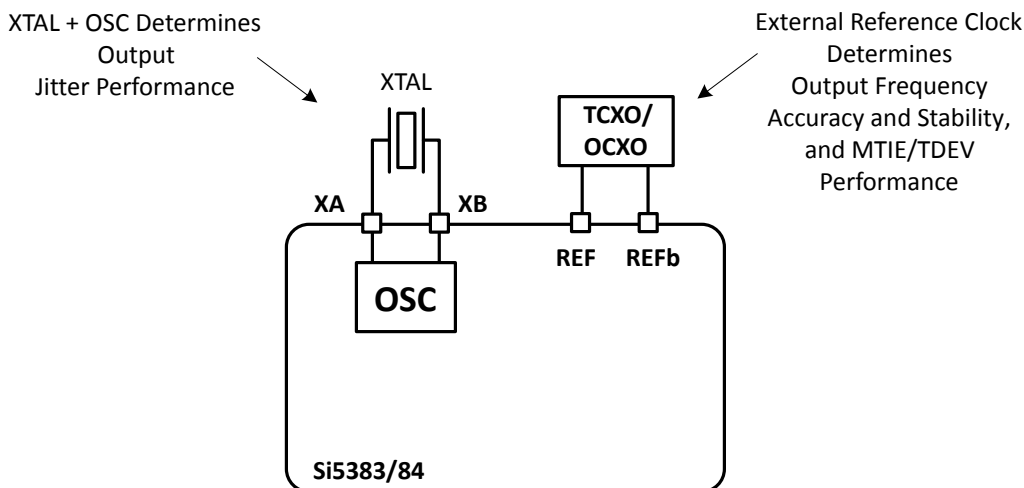 XTAL + OSC Determines
Output
Jitter Performance
External Reference Clock
Determines
Output Frequency
Accuracy and Stability,
and MTIE/TDEV
Performance
XTAL
TCXO/
OCXO
XA
XB
REF
REFb
OSC
Si5383/84